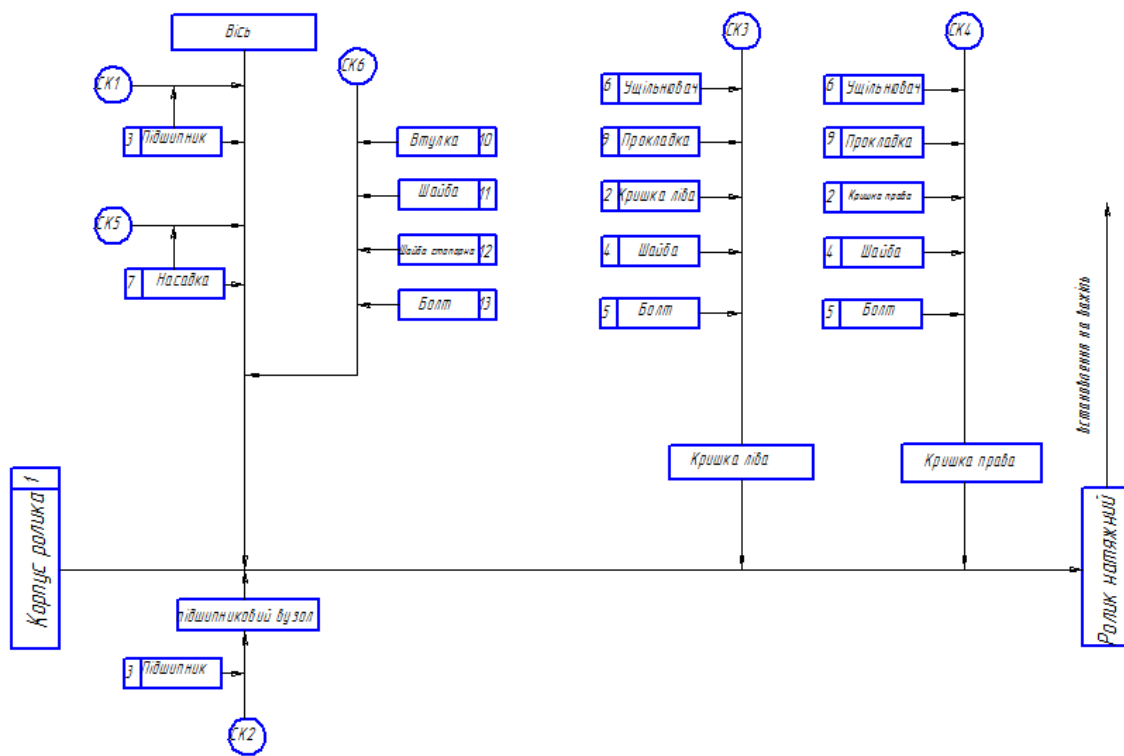 Вісь
СК1
СК6
СК3
СК4
6 Ущільнювач
6 Ущільнювач
3 Підшипник
Втулка 10
9 Прокладка
9 Прокладка
Шайба 11
2 Кришка ліва
2 Кришка права
СК5
Шайба стопорна 12
4 Шайба
4 Шайба
7 Насадка
Болт 13
5 Болт
5 Болт
Встановлення на важіль
Кришка ліва
Кришка права
Корпус ролика 1
Ролик натяжний
підшипниковий вузол
3 Підшипник
СК2